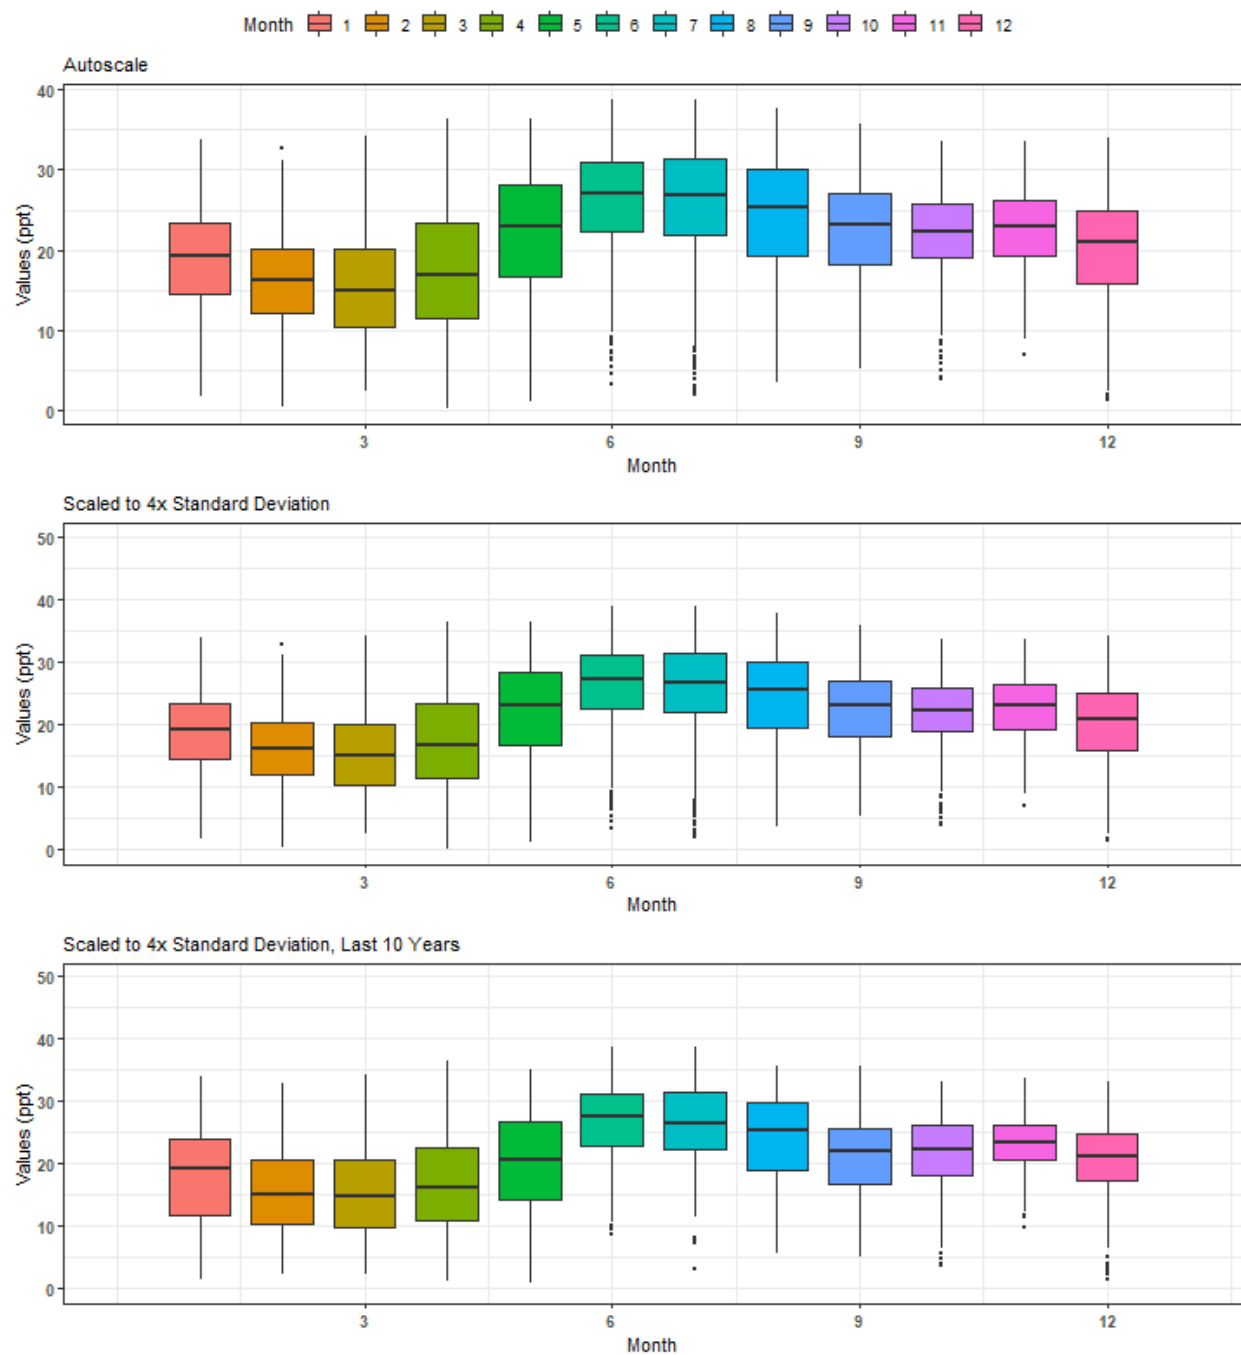 Month 1 2 3 4 5 6 7 8 9 10 11 12
Autoscale
Values (ppt)
40
30
20
10
0
3 6 9 12
Month
Scaled to 4x Standard Deviation
Values (ppt)
50
40
30
20
10
0
3 6 9 12
Month
Scaled to 4x Standard Deviation, Last 10 Years
Values (ppt)
50
40
30
20
10
0
3 6 9 12
Month